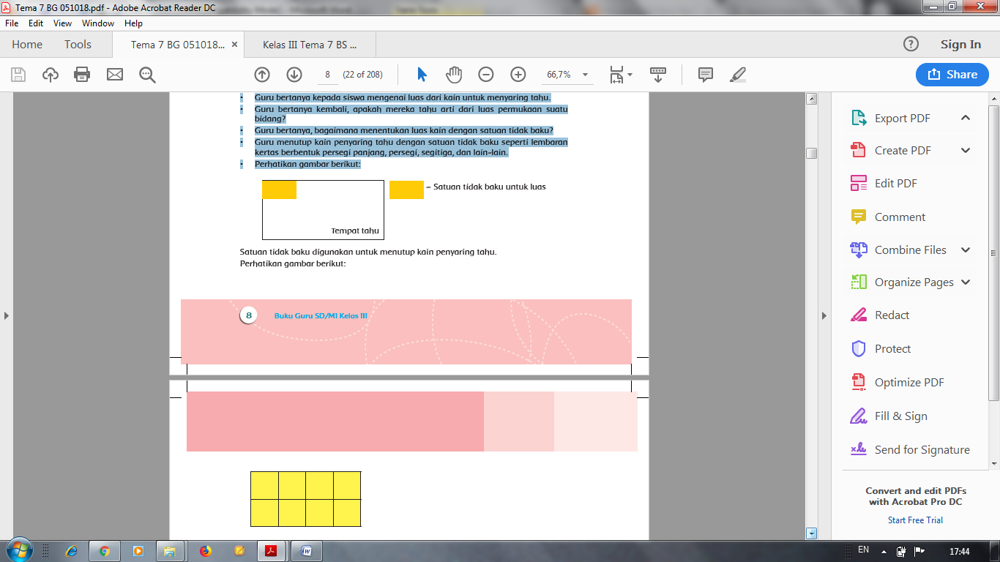 Tema 7 BG 051018.pdf - Adobe Acrobat Reader DC
File Edit View Window Help
Home Tools Tema 7 BG 051018... × Kelas III Tema 7 BS ... Sign In
8 (22 of 208) 66,7% Share
• Guru bertanya kepada siswa mengenai luas dari kain untuk menyaring tahu.
• Guru bertanya kembali, apakah mereka tahu arti dari luas permukaan suatu
bidang?
• Guru bertanya, bagaimana menentukan luas kain dengan satuan tidak baku?
• Guru menutup kain penyaring tahu dengan satuan tidak baku seperti lembaran
kertas berbentuk persegi panjang, persegi, segitiga, dan lain-lain.
• Perhatikan gambar berikut:
– Satuan tidak baku untuk luas
Tempat tahu
Satuan tidak baku digunakan untuk menutup kain penyaring tahu.
Perhatikan gambar berikut:
8 Buku Guru SD/MI Kelas III
Export PDF
Create PDF
Edit PDF
Comment
Combine Files
Organize Pages
Redact
Protect
Optimize PDF
Fill & Sign
Send for Signature
Convert and edit PDFs
with Acrobat Pro DC
Start Free Trial
EN 17:44